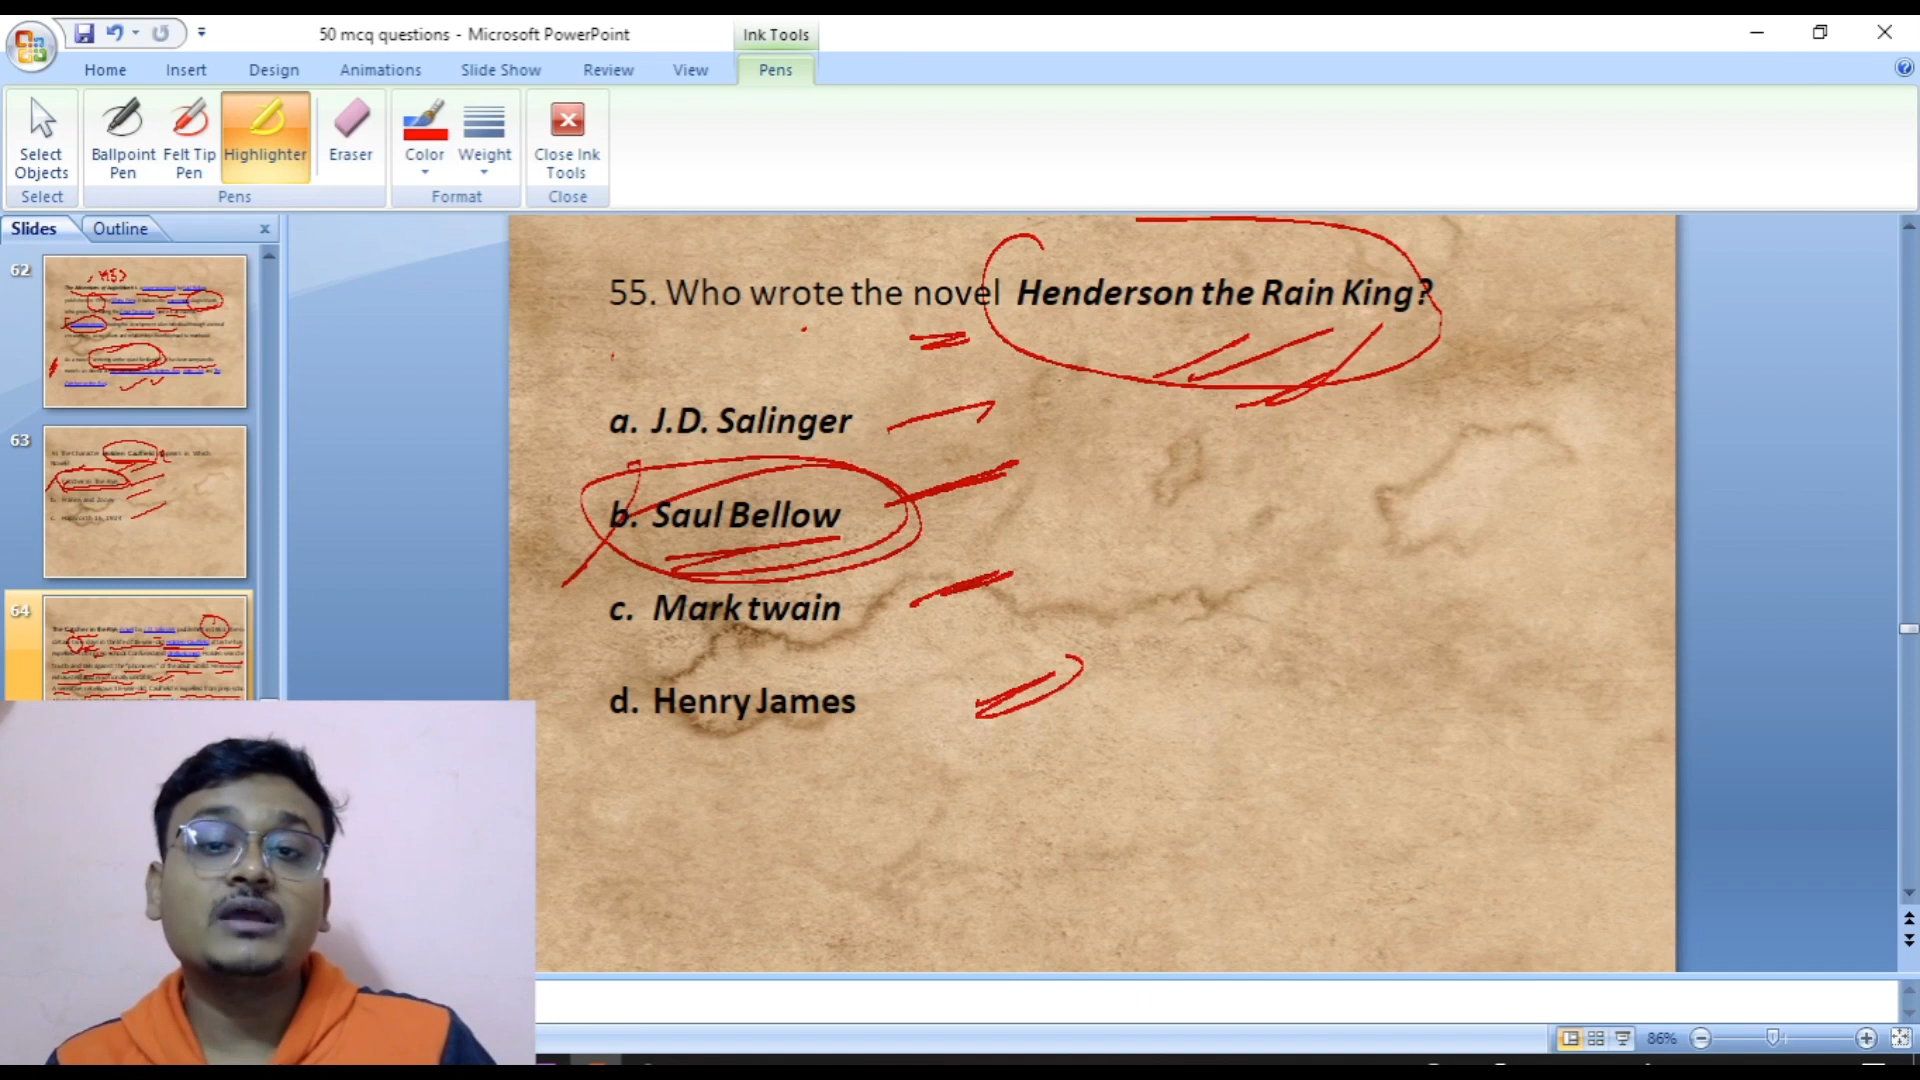 50 mcq questions - Microsoft PowerPoint
Ink Tools
Home Insert Design Animations Slide Show Review View Pens
Select Objects
Ballpoint Pen
Felt Tip Pen
Highlighter
Eraser
Color
Weight
Close Ink Tools
Select Pens Format Close
Slides Outline
62
63
64
55. Who wrote the novel Henderson the Rain King?
a. J.D. Salinger
b. Saul Bellow
c. Mark twain
d. Henry James
86%